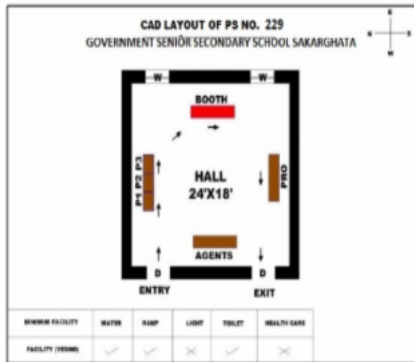 CAD LAYOUT OF PS NO. 229
GOVERNMENT SENIÔR SECONDARY SCHOOL SAKARGHATA
W W
BOOTH
P1 P2 P3
HALL
24'X18'
PRO
AGENTS
D D
ENTRY EXIT
MINIMUM FACILITY WATER RAMP LIGHT TOILET HEALTH CARE
FACILITY (YES/NO)